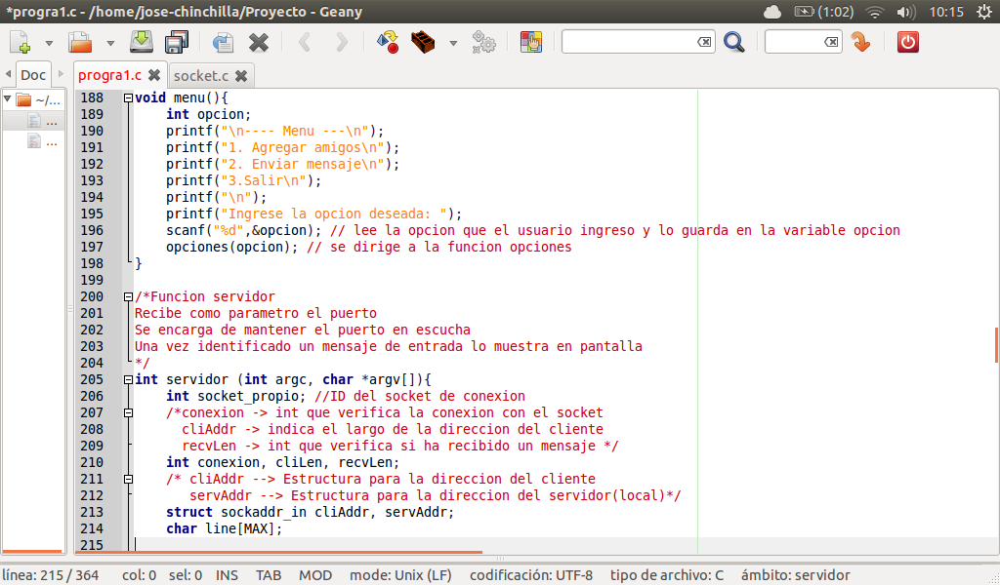 *progra1.c - /home/jose-chinchilla/Proyecto - Geany
(1:02)
10:15
Doc
progra1.c
socket.c
~/...
...
...
188 void menu(){
189 int opcion;
190 printf("\n---- Menu ---\n");
191 printf("1. Agregar amigos\n");
192 printf("2. Enviar mensaje\n");
193 printf("3.Salir\n");
194 printf("\n");
195 printf("Ingrese la opcion deseada: ");
196 scanf("%d",&opcion); // lee la opcion que el usuario ingreso y lo guarda en la variable opcion
197 opciones(opcion); // se dirige a la funcion opciones
198 }
199
200 /*Funcion servidor
201 Recibe como parametro el puerto
202 Se encarga de mantener el puerto en escucha
203 Una vez identificado un mensaje de entrada lo muestra en pantalla
204 */
205 int servidor (int argc, char *argv[]){
206 int socket_propio; //ID del socket de conexion
207 /*conexion -> int que verifica la conexion con el socket
208 cliAddr -> indica el largo de la direccion del cliente
209 recvLen -> int que verifica si ha recibido un mensaje */
210 int conexion, cliLen, recvLen;
211 /* cliAddr --> Estructura para la direccion del cliente
212 servAddr --> Estructura para la direccion del servidor(local)*/
213 struct sockaddr_in cliAddr, servAddr;
214 char line[MAX];
215
línea: 215 / 364 col: 0 sel: 0 INS TAB MOD mode: Unix (LF) codificación: UTF-8 tipo de archivo: C ámbito: servidor